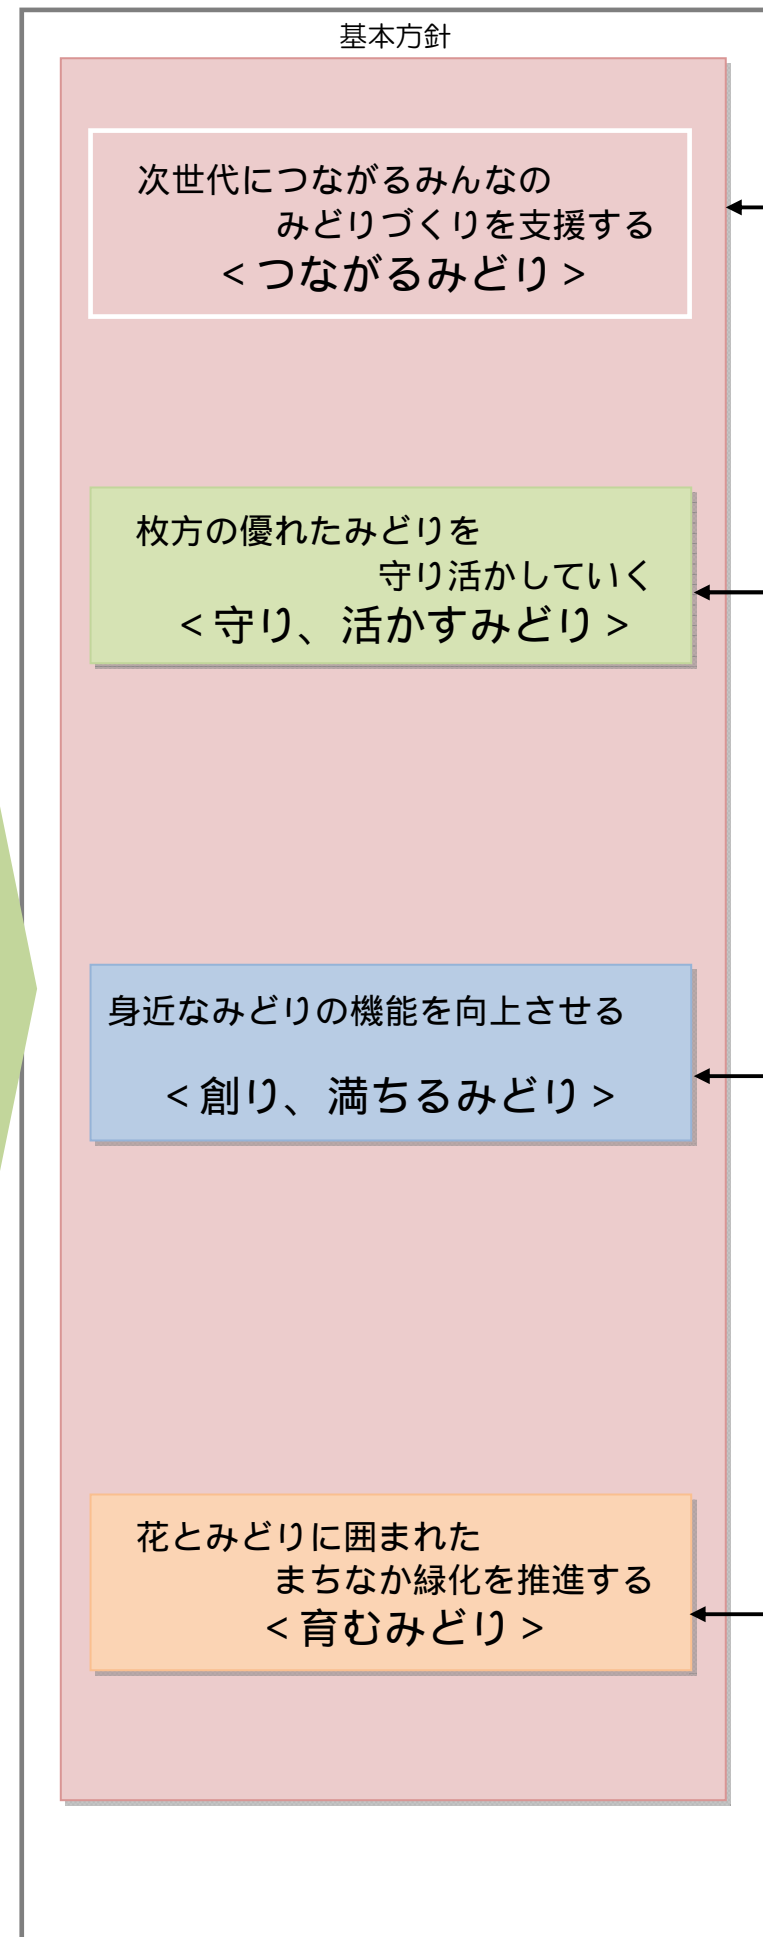 基本方針
次世代につながるみんなの
みどりづくりを支援する
＜つながるみどり＞
枚方の優れたみどりを
守り活かしていく
＜守り、活かすみどり＞
身近なみどりの機能を向上させる
＜創り、満ちるみどり＞
花とみどりに囲まれた
まちなか緑化を推進する
＜育むみどり＞